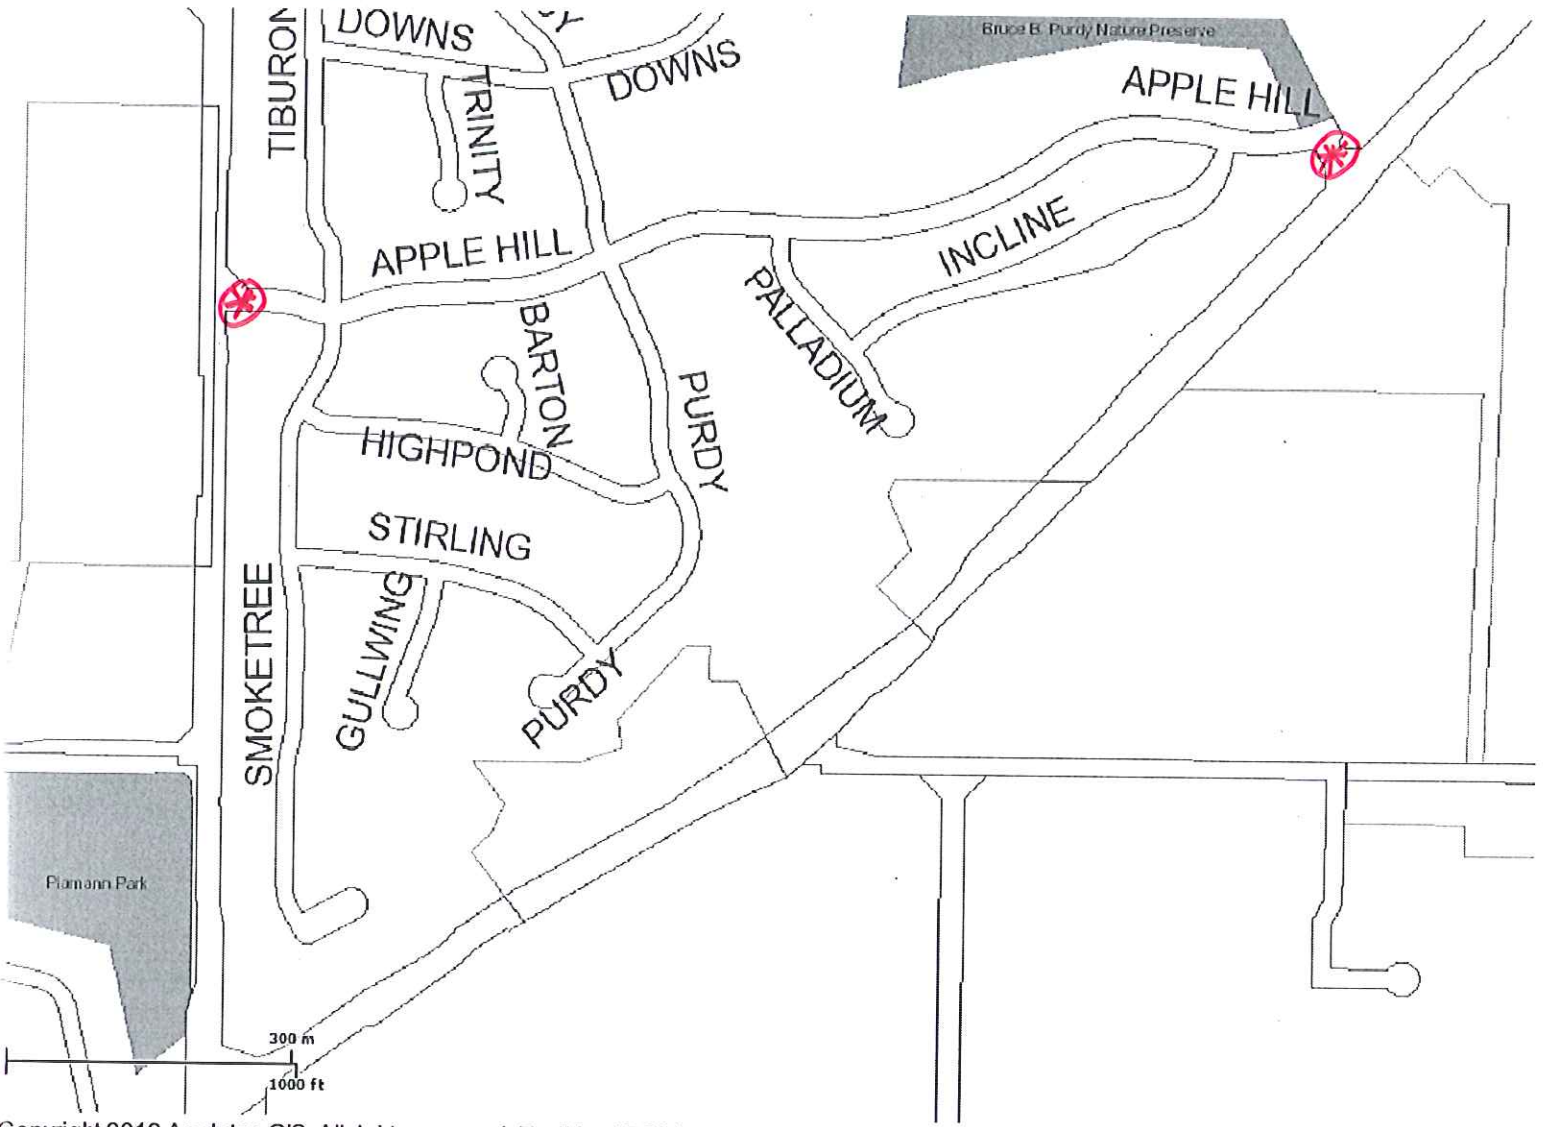 DOWNS
TIBURON
TRINITY
DOWNS
Bruce B. Purdy Nature Preserve
APPLE HILL
APPLE HILL
INCLINE
PALLADIUM
BARTON
PURDY
HIGHPOND
STIRLING
GULLWING
SMOKETREE
PURDY
Plamann Park
300 m
1000 ft